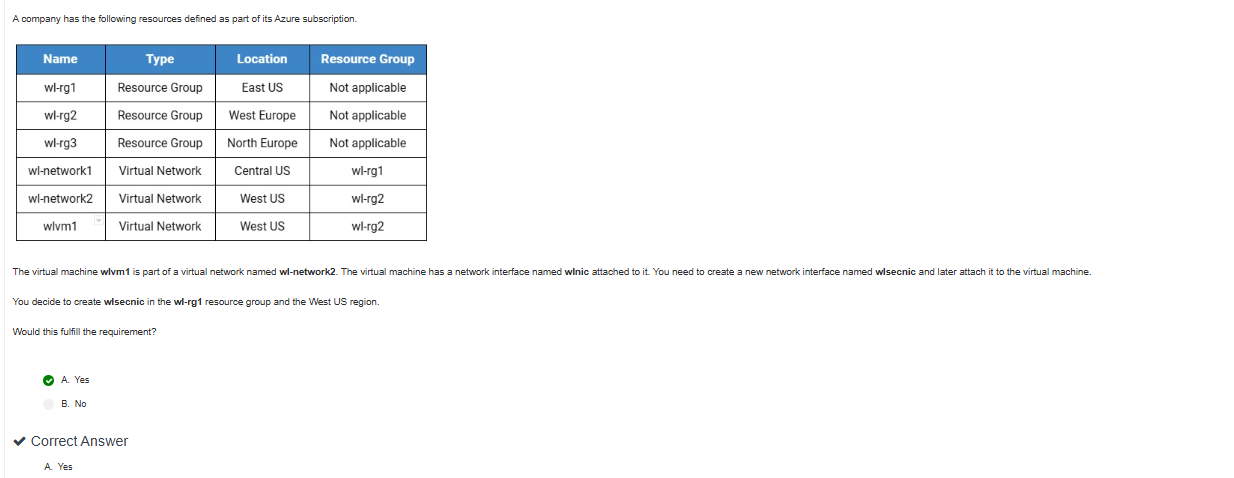 A company has the following resources defined as part of its Azure subscription.
Name Type Location Resource Group
wl-rg1 Resource Group East US Not applicable
wl-rg2 Resource Group West Europe Not applicable
wl-rg3 Resource Group North Europe Not applicable
wl-network1 Virtual Network Central US wl-rg1
wl-network2 Virtual Network West US wl-rg2
wlvm1 Virtual Network West US wl-rg2
The virtual machine wlvm1 is part of a virtual network named wl-network2. The virtual machine has a network interface named wlnic attached to it. You need to create a new network interface named wlsecnic and later attach it to the virtual machine.
You decide to create wlsecnic in the wl-rg1 resource group and the West US region.
Would this fulfill the requirement?
A. Yes
B. No
Correct Answer
A. Yes